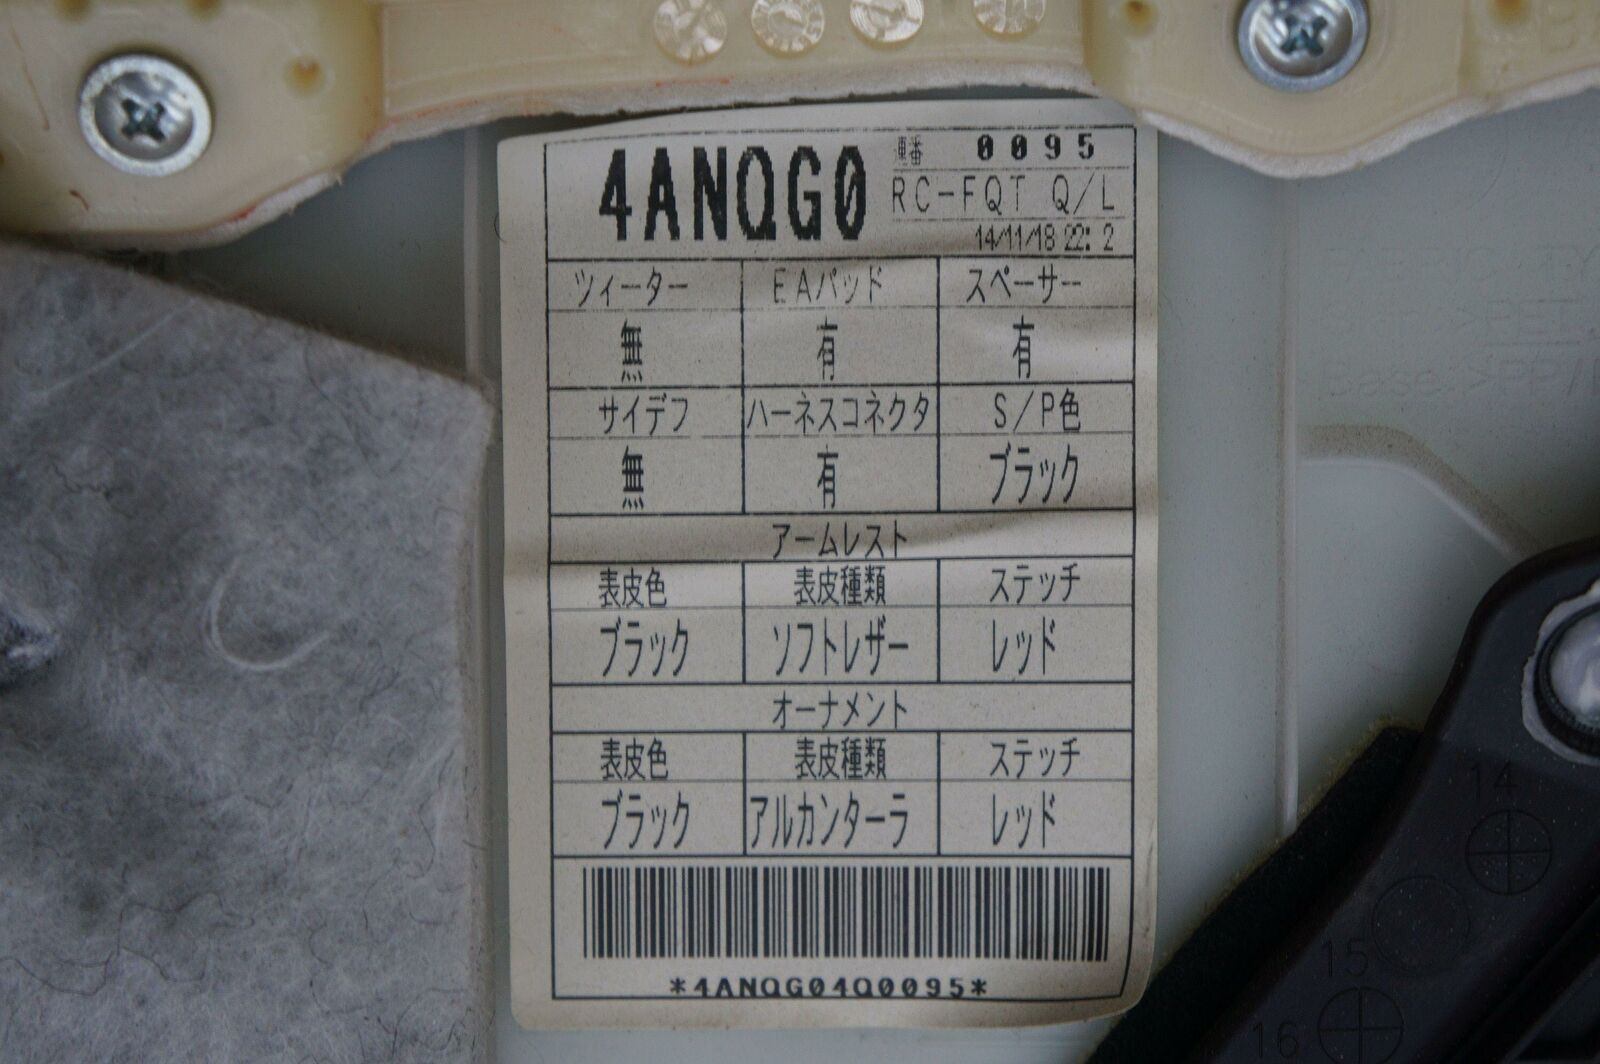 4ANQG0
連番 0095
RC-FQT Q/L
14/11/18 22: 2
ツィーター EAパッド スペーサー
無 有 有
サイデフ ハーネスコネクタ S/P色
無 有 ブラック
アームレスト
表皮色 表皮種類 ステッチ
ブラック ソフトレザー レッド
オーナメント
表皮色 表皮種類 ステッチ
ブラック アルカンターラ レッド
*4ANQG04Q0095*
14
15
16